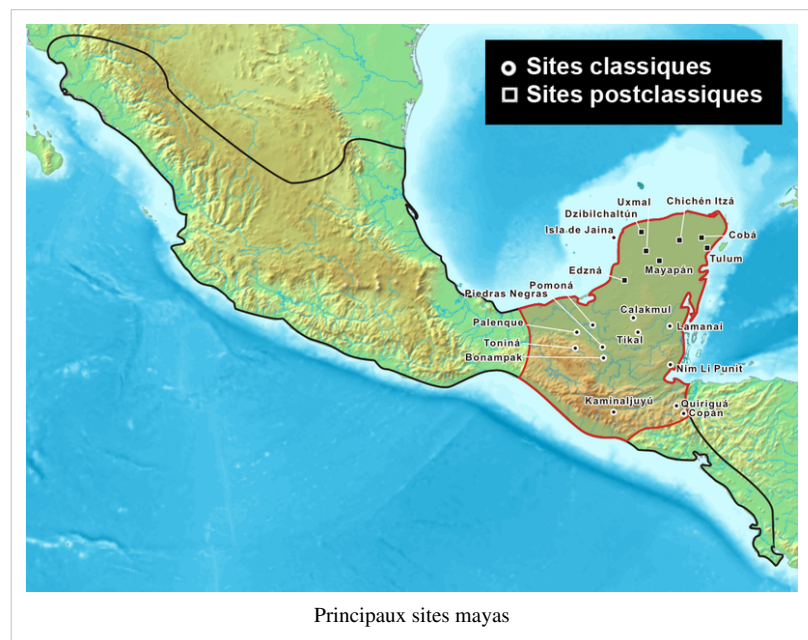 Sites classiques
Sites postclassiques
Uxmal
Chichén Itzá
Dzibilchaltún
Isla de Jaina
Cobá
Tulum
Mayapán
Edzná
Pomoná
Piedras Negras
Calakmul
Palenque
Lamanai
Tikal
Toniná
Bonampak
Nim Li Punit
Kaminaljuyú
Quiriguá
Copán
Principaux sites mayas